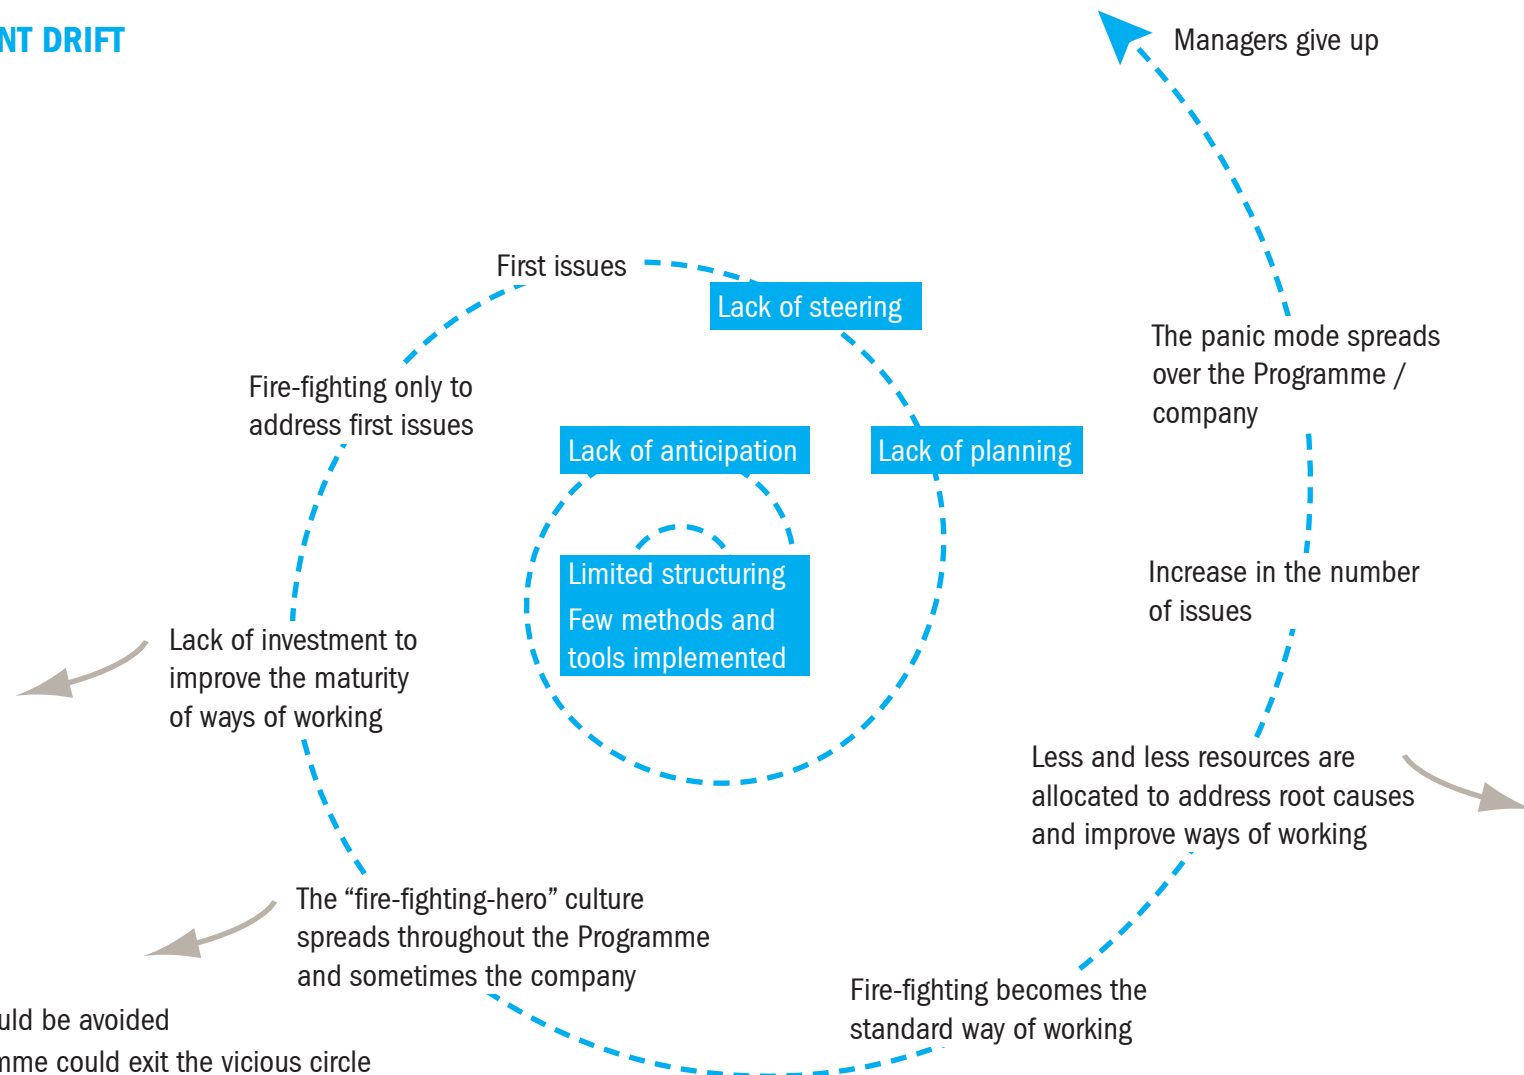 NT DRIFT
Managers give up
First issues
Lack of steering
The panic mode spreads
over the Programme /
company
Fire-fighting only to
address first issues
Lack of anticipation
Lack of planning
Limited structuring
Few methods and
tools implemented
Increase in the number
of issues
Lack of investment to
improve the maturity
of ways of working
Less and less resources are
allocated to address root causes
and improve ways of working
The “fire-fighting-hero” culture
spreads throughout the Programme
and sometimes the company
Fire-fighting becomes the
standard way of working
uld be avoided
mme could exit the vicious circle